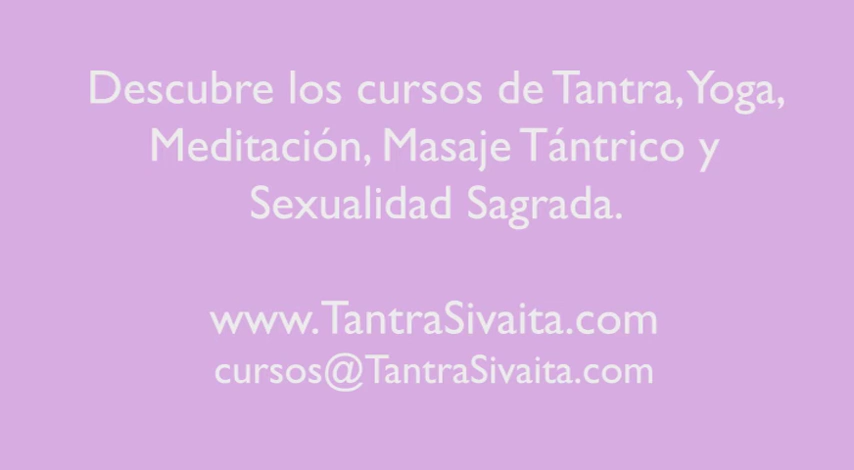 Descubre los cursos de Tantra, Yoga,
Meditación, Masaje Tántrico y
Sexualidad Sagrada.
www.TantraSivaita.com
cursos@TantraSivaita.com